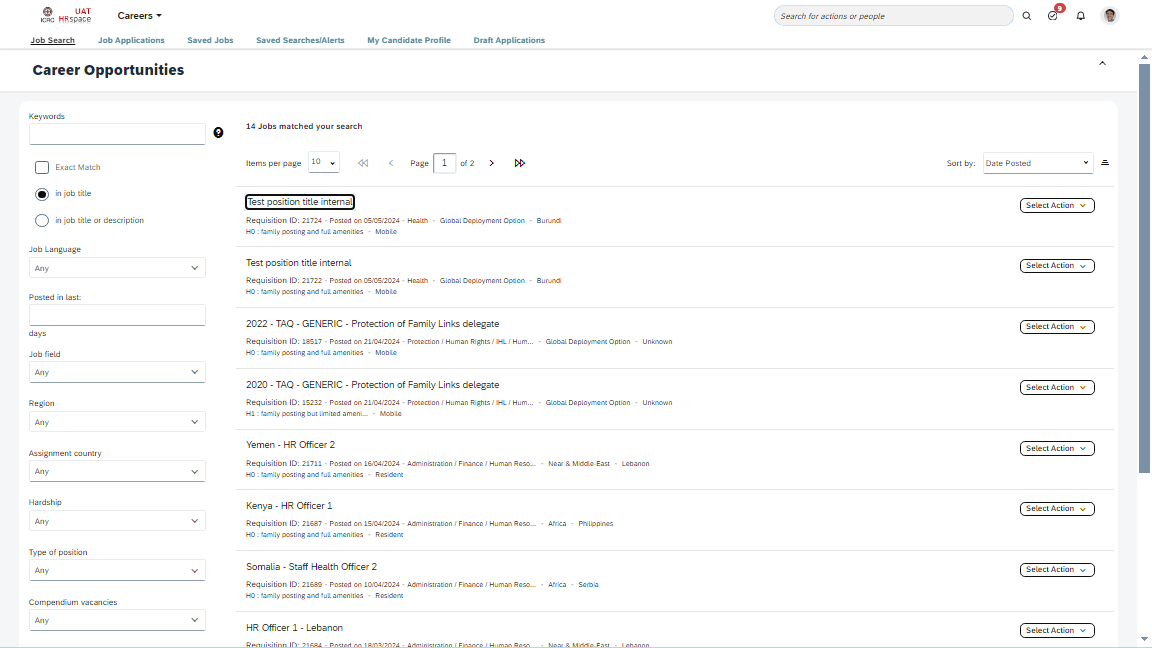 UAT
ICRC HRspace
Careers
Search for actions or people
9
Job Search
Job Applications
Saved Jobs
Saved Searches/Alerts
My Candidate Profile
Draft Applications
Career Opportunities
Keywords
?
Exact Match
in job title
in job title or description
Job Language
Any
Posted in last:
days
Job field
Any
Region
Any
Assignment country
Any
Hardship
Any
Type of position
Any
Compendium vacancies
Any
14 Jobs matched your search
Items per page 10 Page 1 of 2
Sort by: Date Posted
Test position title internal
Select Action
Requisition ID: 21724 - Posted on 05/05/2024 - Health - Global Deployment Option - Burundi
H0 : family posting and full amenities - Mobile
Test position title internal
Select Action
Requisition ID: 21722 - Posted on 05/05/2024 - Health - Global Deployment Option - Burundi
H0 : family posting and full amenities - Mobile
2022 - TAQ - GENERIC - Protection of Family Links delegate
Select Action
Requisition ID: 18517 - Posted on 21/04/2024 - Protection / Human Rights / IHL / Hum... - Global Deployment Option - Unknown
H0 : family posting and full amenities - Mobile
2020 - TAQ - GENERIC - Protection of Family Links delegate
Select Action
Requisition ID: 15232 - Posted on 21/04/2024 - Protection / Human Rights / IHL / Hum... - Global Deployment Option - Unknown
H1 : family posting but limited ameni... - Mobile
Yemen - HR Officer 2
Select Action
Requisition ID: 21711 - Posted on 16/04/2024 - Administration / Finance / Human Reso... - Near & Middle-East - Lebanon
H0 : family posting and full amenities - Resident
Kenya - HR Officer 1
Select Action
Requisition ID: 21687 - Posted on 15/04/2024 - Administration / Finance / Human Reso... - Africa - Philippines
H0 : family posting and full amenities - Resident
Somalia - Staff Health Officer 2
Select Action
Requisition ID: 21689 - Posted on 10/04/2024 - Administration / Finance / Human Reso... - Africa - Serbia
H0 : family posting and full amenities - Resident
HR Officer 1 - Lebanon
Select Action
Requisition ID: 21684 - Posted on 18/03/2024 - Administration / Finance / Human Reso... - Near & Middle-East - Lebanon